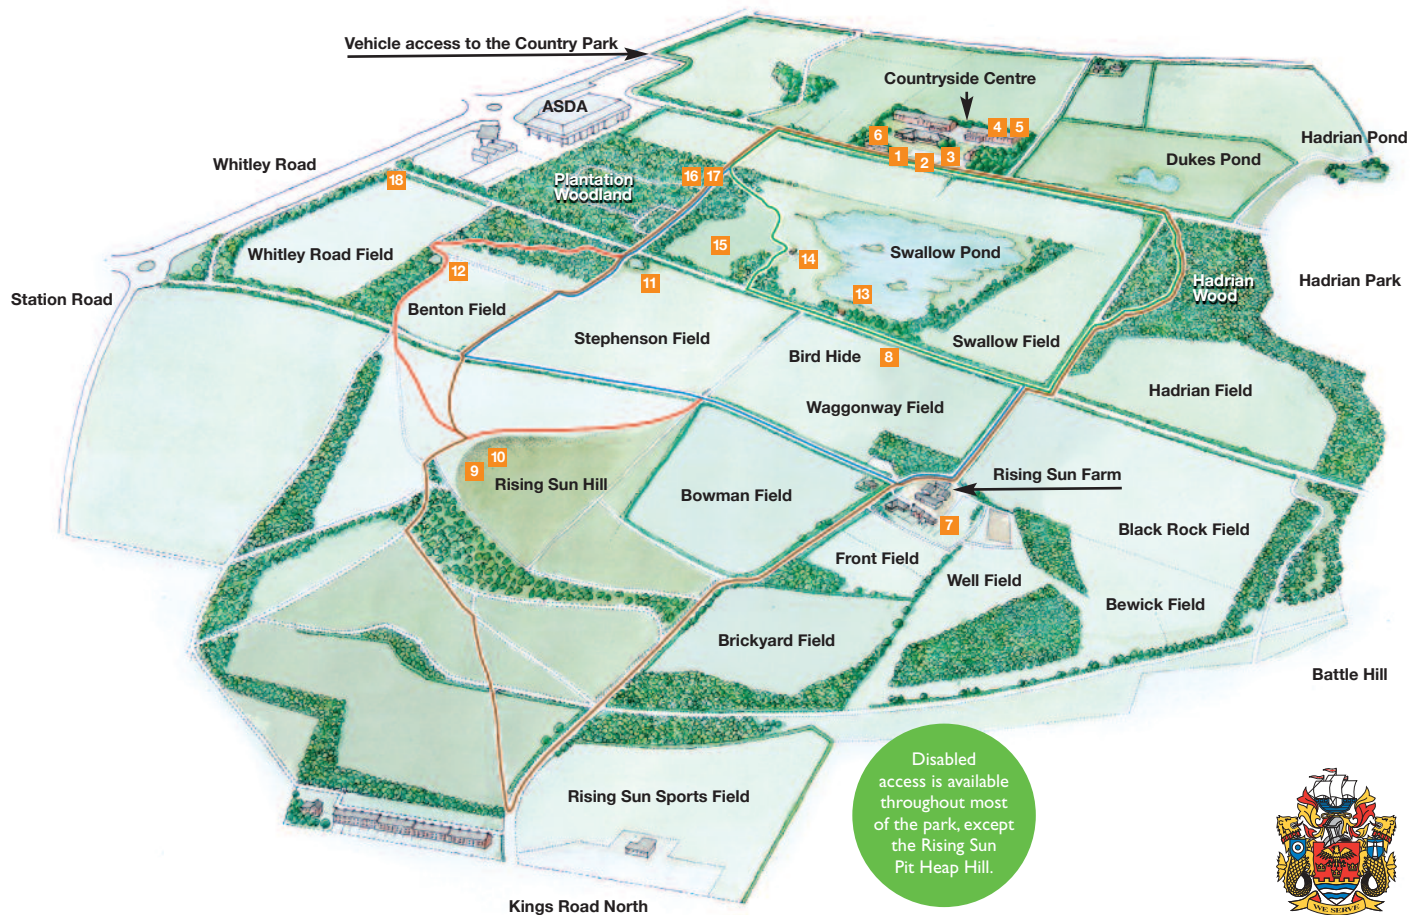 Vehicle access to the Country Park
Countryside Centre
ASDA
4
5
6
Hadrian Pond
1
2
3
Dukes Pond
Whitley Road
18
Plantation
Woodland
16
17
15
14
Swallow Pond
Whitley Road Field
12
11
13
Hadrian
Wood
Hadrian Park
Station Road
Benton Field
Stephenson Field
Swallow Field
Bird Hide
8
Hadrian Field
Waggonway Field
9
10
Rising Sun Hill
Bowman Field
Rising Sun Farm
7
Black Rock Field
Front Field
Well Field
Bewick Field
Brickyard Field
Battle Hill
Rising Sun Sports Field
Disabled
access is available
throughout most
of the park, except
the Rising Sun
Pit Heap Hill.
Kings Road North
WE SERVE